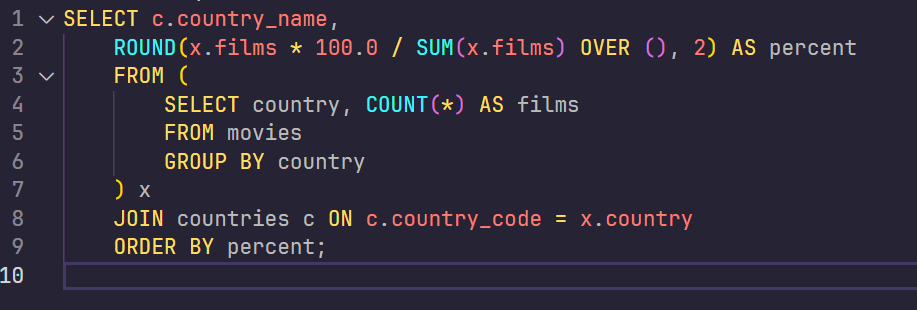 1 SELECT c.country_name,
2 ROUND(x.films * 100.0 / SUM(x.films) OVER (), 2) AS percent
3 FROM (
4 SELECT country, COUNT(*) AS films
5 FROM movies
6 GROUP BY country
7 ) x
8 JOIN countries c ON c.country_code = x.country
9 ORDER BY percent;
10